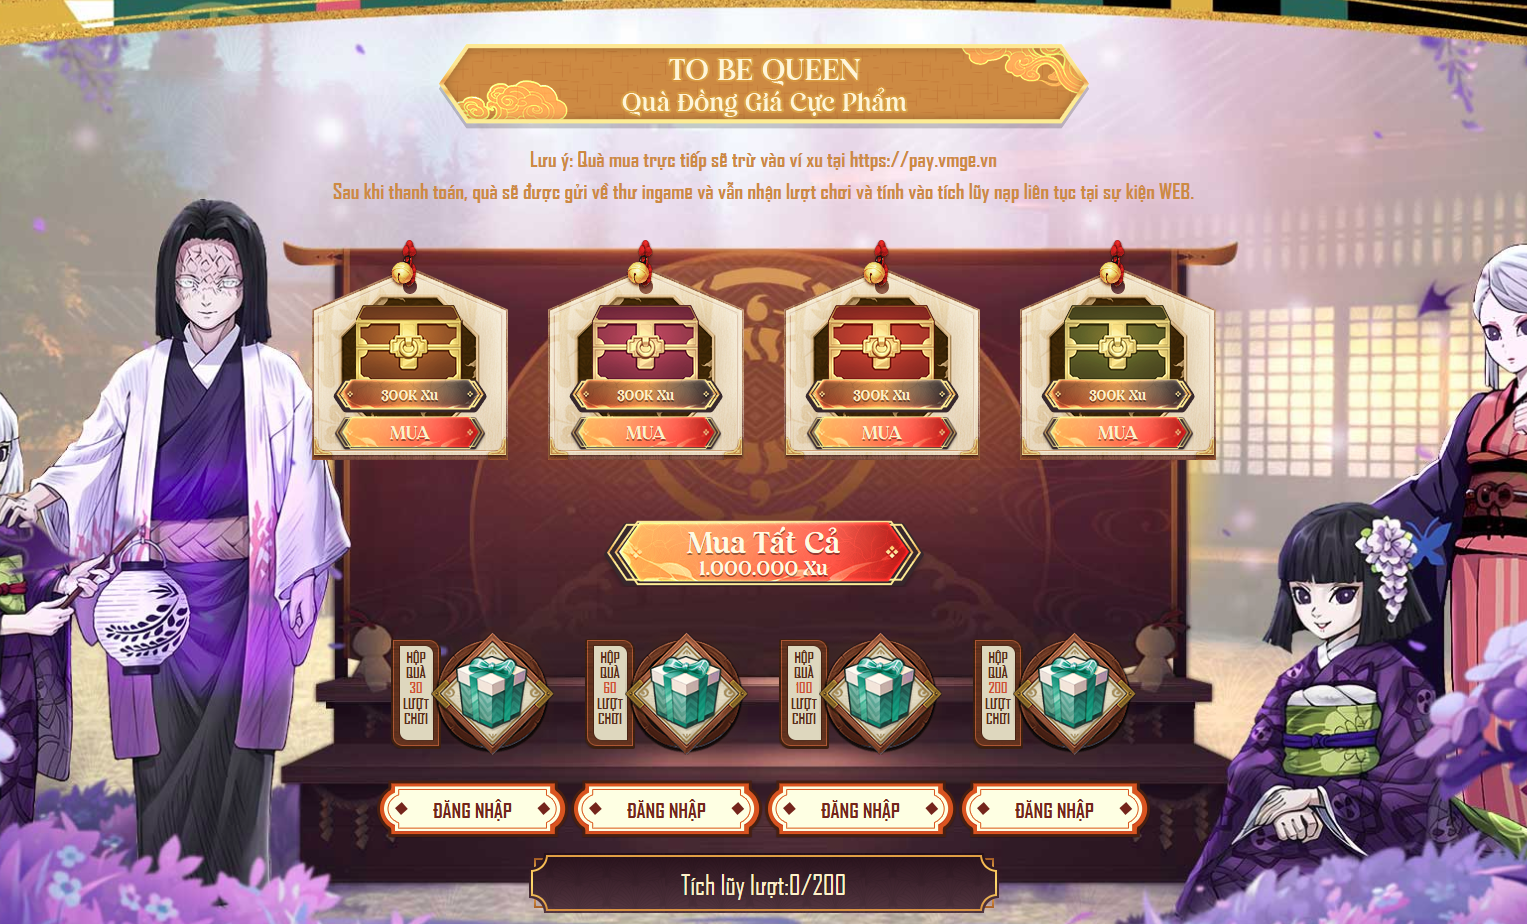 TO BE QUEEN
Quà Đồng Giá Cực Phẩm
Lưu ý: Quà mua trực tiếp sẽ trừ vào ví xu tại https://pay.vmge.vn
Sau khi thanh toán, quà sẽ được gửi về thư ingame và vẫn nhận lượt chơi và tính vào tích lũy nạp liên tục tại sự kiện WEB.
300K Xu
MUA
300K Xu
MUA
300K Xu
MUA
300K Xu
MUA
Mua Tất Cả
1.000.000 Xu
HỘP
QUÀ
30
LƯỢT
CHƠI
HỘP
QUÀ
60
LƯỢT
CHƠI
HỘP
QUÀ
100
LƯỢT
CHƠI
HỘP
QUÀ
200
LƯỢT
CHƠI
ĐĂNG NHẬP
ĐĂNG NHẬP
ĐĂNG NHẬP
ĐĂNG NHẬP
Tích lũy lượt:0/200